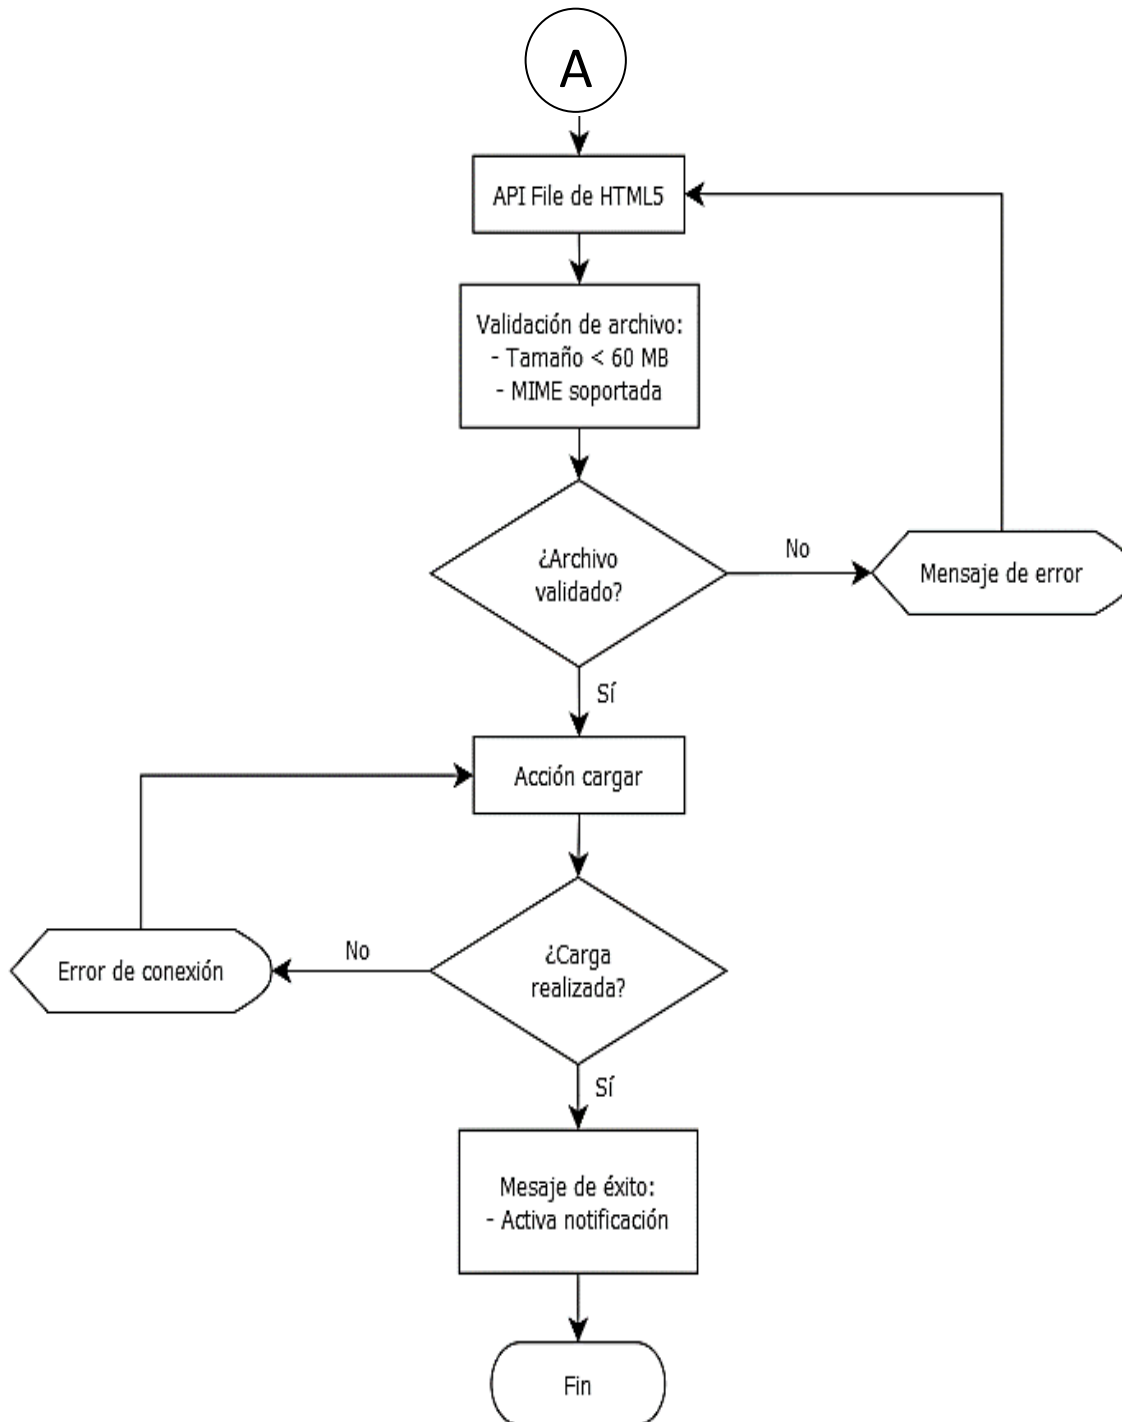 A
API File de HTML5
Validación de archivo:
- Tamaño < 60 MB
- MIME soportada
¿Archivo
validado?
No
Mensaje de error
Sí
Acción cargar
¿Carga
realizada?
No
Error de conexión
Sí
Mesaje de éxito:
- Activa notificación
Fin